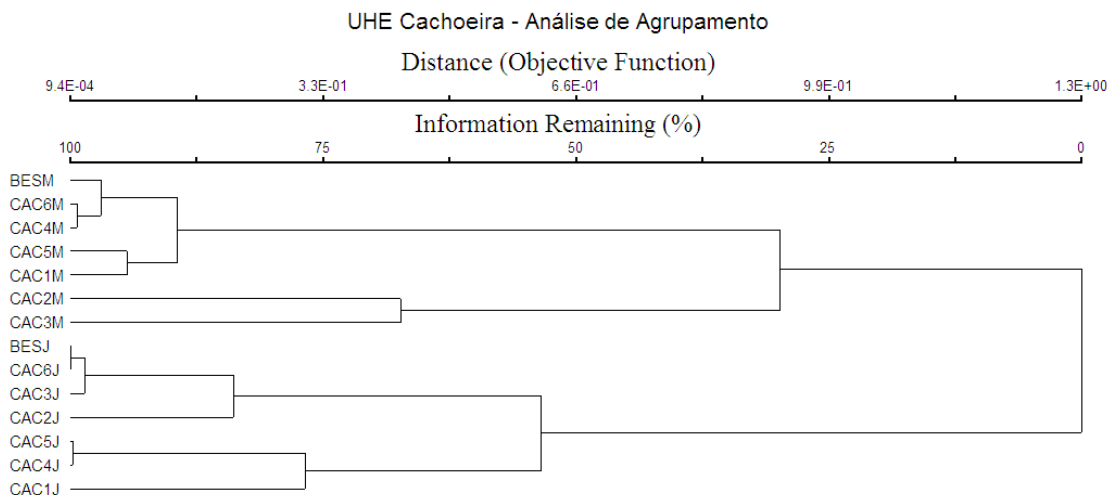 UHE Cachoeira - Análise de Agrupamento
Distance (Objective Function)
9.4E-04 3.3E-01 6.6E-01 9.9E-01 1.3E+00
Information Remaining (%)
100 75 50 25 0
BESM
CAC6M
CAC4M
CAC5M
CAC1M
CAC2M
CAC3M
BESJ
CAC6J
CAC3J
CAC2J
CAC5J
CAC4J
CAC1J